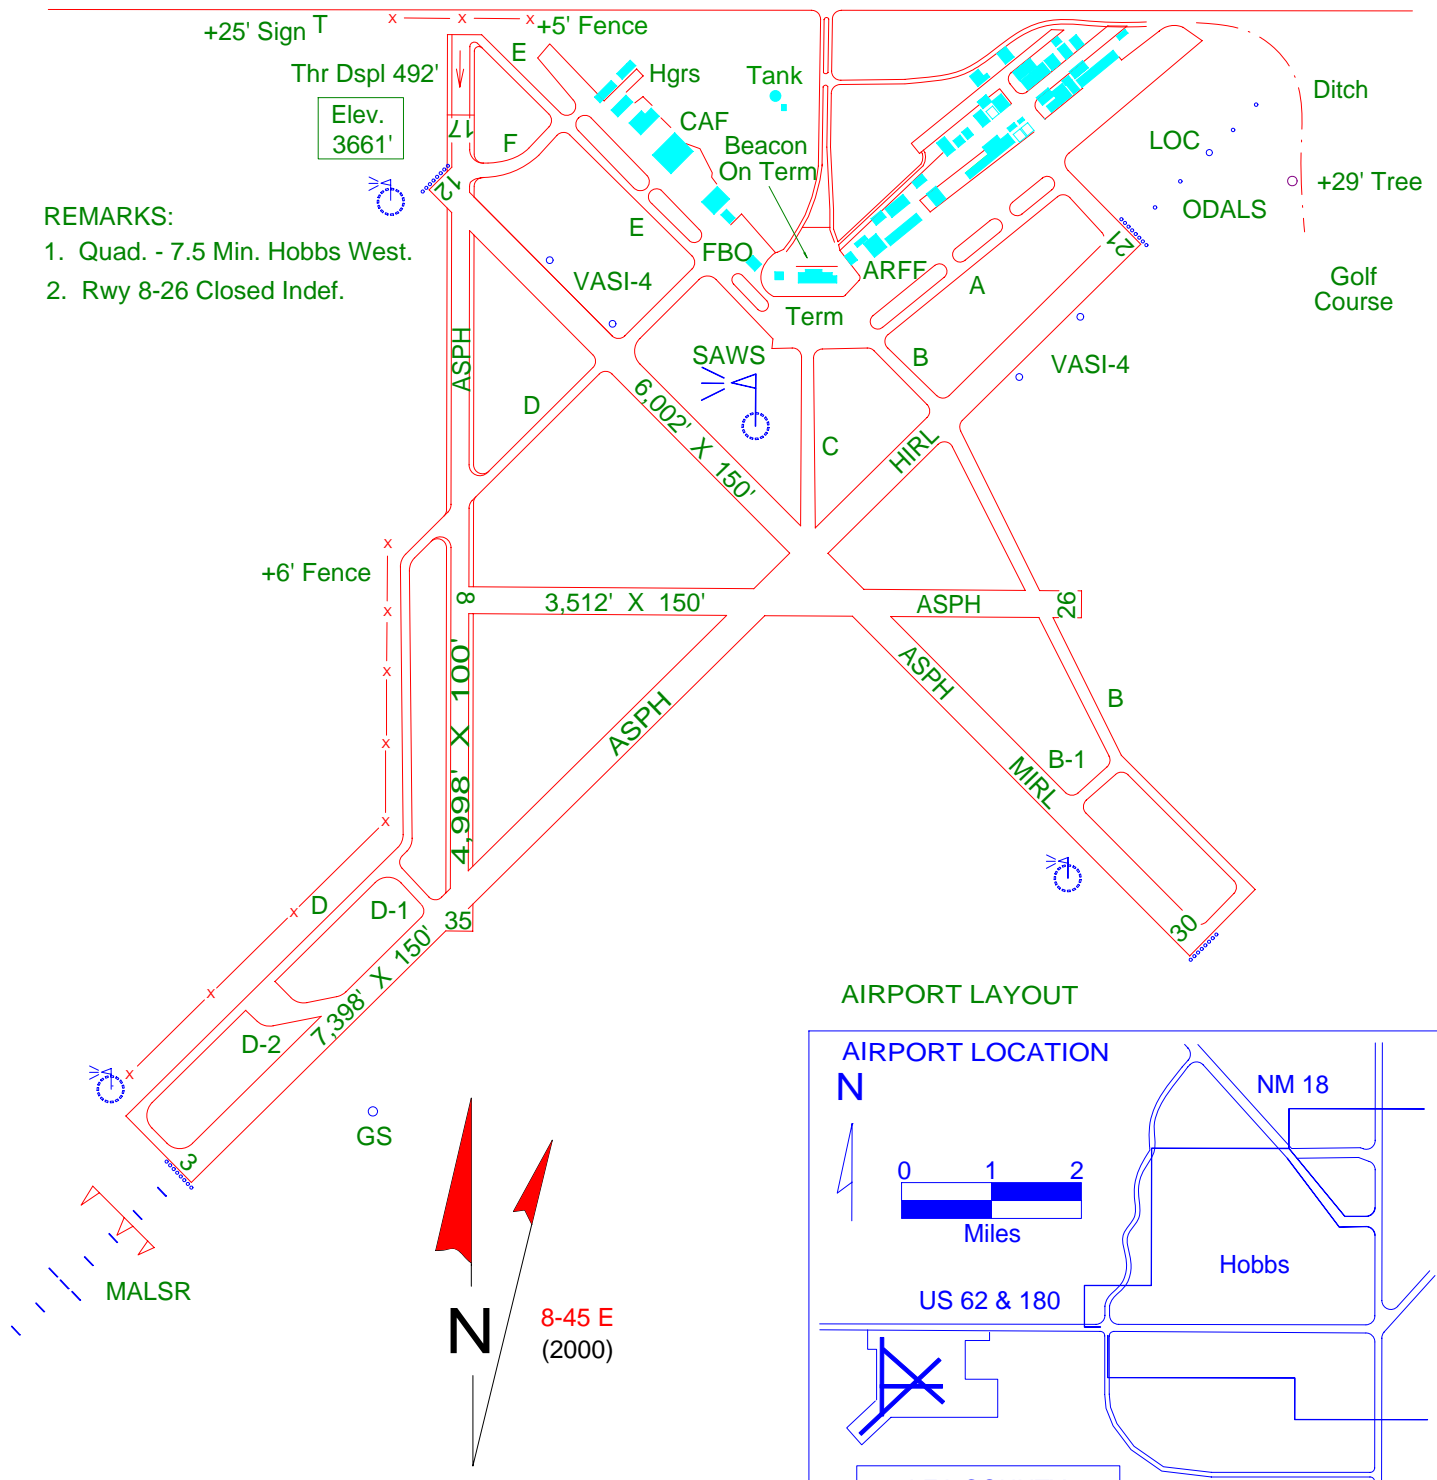 +25' Sign T
+5' Fence
E
Thr Dspl 492'
Hgrs
Tank
Ditch
Elev.
3661'
17
F
CAF
Beacon
On Term
LOC
12
+29' Tree
ODALS
REMARKS:
1. Quad. - 7.5 Min. Hobbs West.
2. Rwy 8-26 Closed Indef.
E
FBO
21
VASI-4
ARFF
A
Golf
Course
Term
ASPH
SAWS
B
VASI-4
D
6,002' X 150'
C
HIRL
+6' Fence
8
3,512' X 150'
ASPH
26
4,998' X 100'
ASPH
ASPH
B
B-1
MIRL
D
D-1
35
30
7,398' X 150'
D-2
AIRPORT LAYOUT
AIRPORT LOCATION
N
NM 18
GS
3
0 1 2
Miles
MALSR
Hobbs
US 62 & 180
N
8-45 E
(2000)